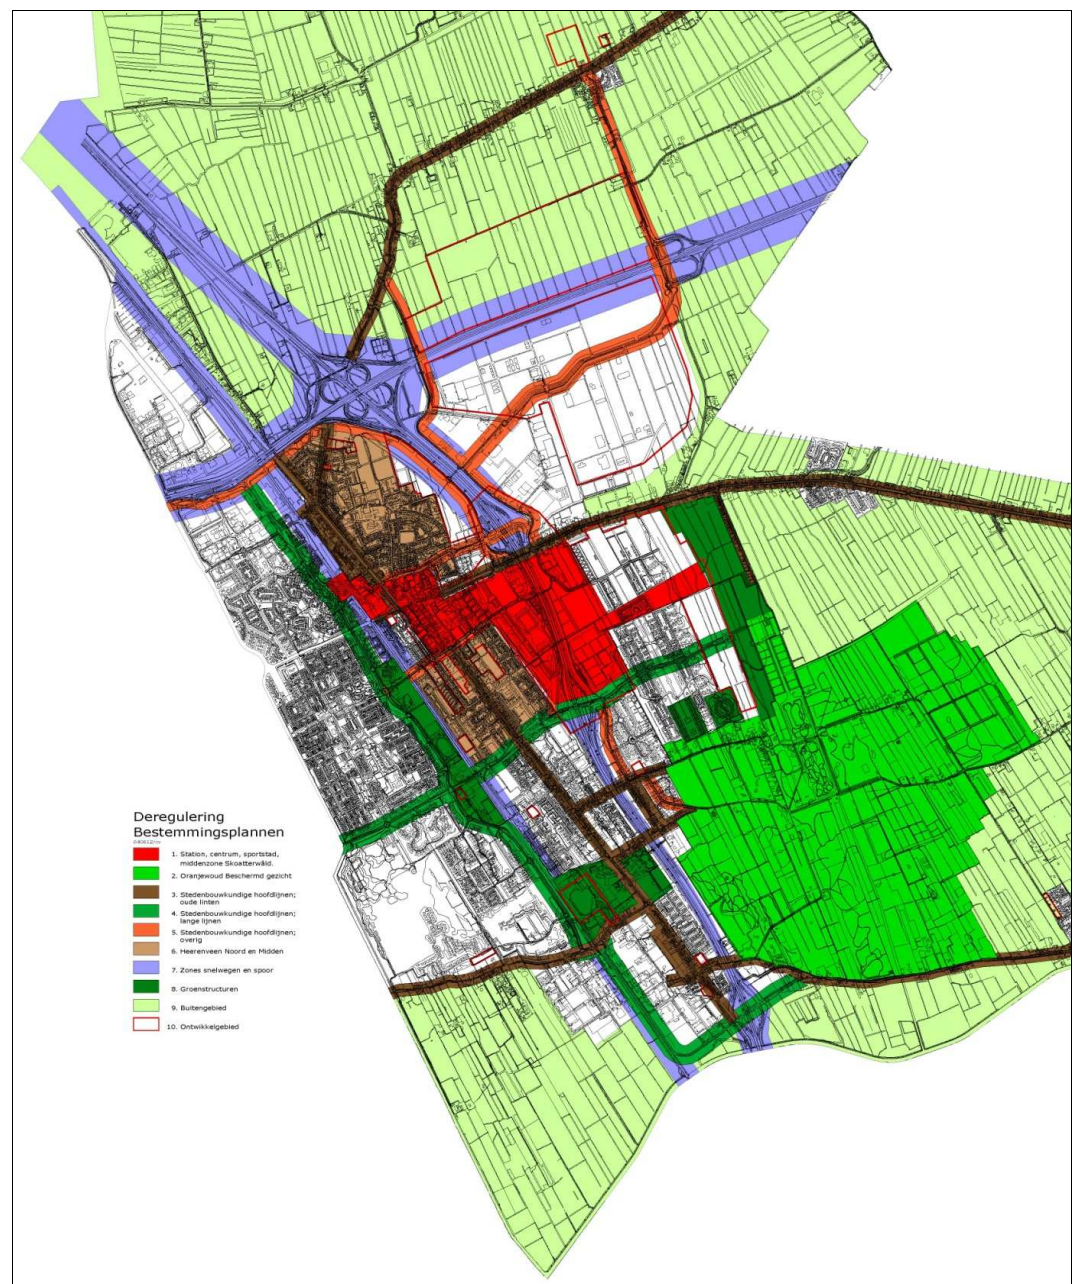 Deregulering
Bestemmingsplannen
1. Station, centrum, sportstad,
middenzone Skoatterwâld.
2. Oranjewoud Beschermd gezicht
3. Stedenbouwkundige hoofdlijnen;
oude linten
4. Stedenbouwkundige hoofdlijnen;
lange lijnen
5. Stedenbouwkundige hoofdlijnen;
overig
6. Heerenveen Noord en Midden
7. Zones snelwegen en spoor
8. Groenstructuren
9. Buitengebied
10. Ontwikkelgebied